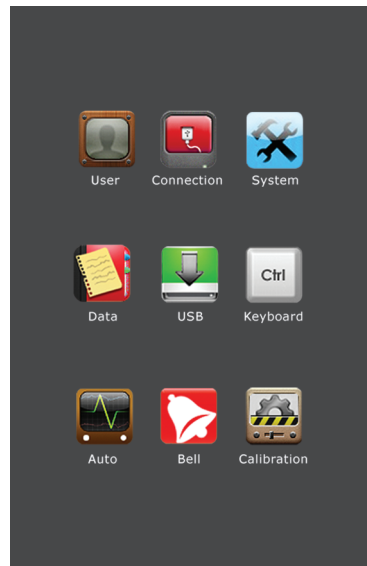 User Connection System
Data USB Ctrl Keyboard
Auto Bell Calibration